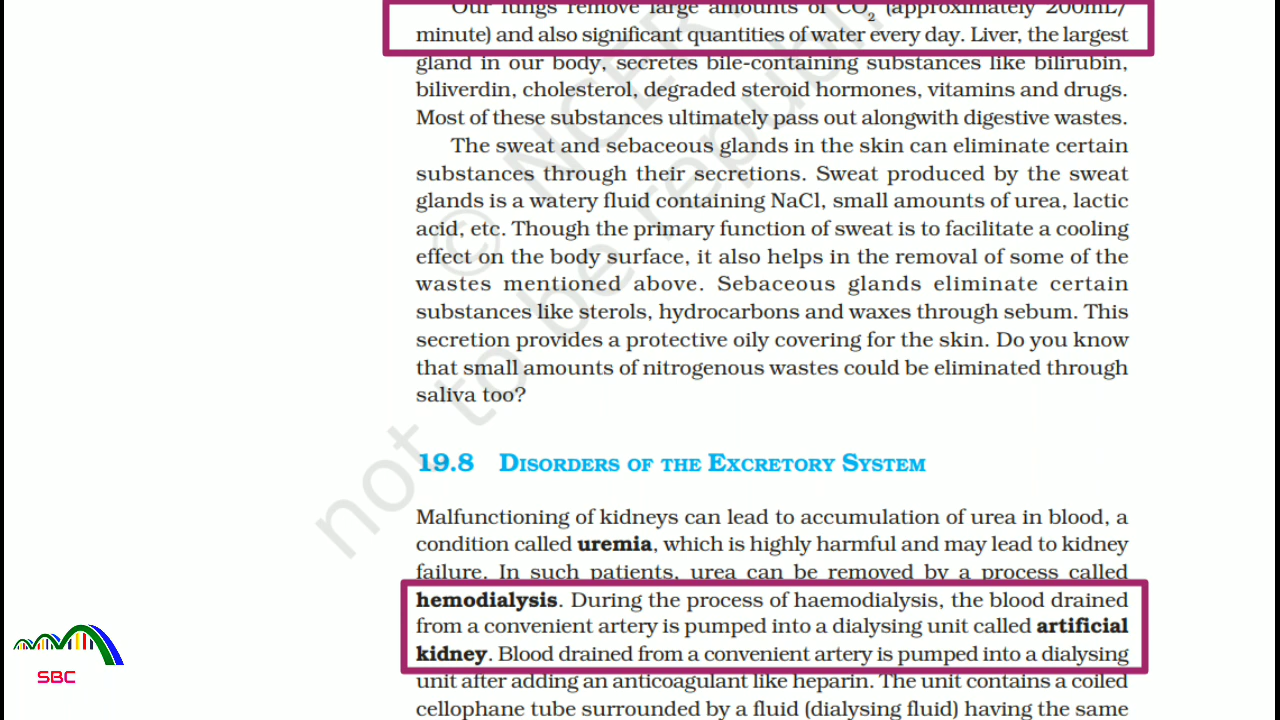 Our lungs remove large amounts of CO2 (approximately 200mL/
minute) and also significant quantities of water every day. Liver, the largest
gland in our body, secretes bile-containing substances like bilirubin,
biliverdin, cholesterol, degraded steroid hormones, vitamins and drugs.
Most of these substances ultimately pass out alongwith digestive wastes.
The sweat and sebaceous glands in the skin can eliminate certain
substances through their secretions. Sweat produced by the sweat
glands is a watery fluid containing NaCl, small amounts of urea, lactic
acid, etc. Though the primary function of sweat is to facilitate a cooling
effect on the body surface, it also helps in the removal of some of the
wastes mentioned above. Sebaceous glands eliminate certain
substances like sterols, hydrocarbons and waxes through sebum. This
secretion provides a protective oily covering for the skin. Do you know
that small amounts of nitrogenous wastes could be eliminated through
saliva too?
19.8 Disorders of the Excretory System
Malfunctioning of kidneys can lead to accumulation of urea in blood, a
condition called uremia, which is highly harmful and may lead to kidney
failure. In such patients, urea can be removed by a process called
hemodialysis. During the process of haemodialysis, the blood drained
from a convenient artery is pumped into a dialysing unit called artificial
kidney. Blood drained from a convenient artery is pumped into a dialysing
unit after adding an anticoagulant like heparin. The unit contains a coiled
cellophane tube surrounded by a fluid (dialysing fluid) having the same
© NCER
not to be republi
SBC